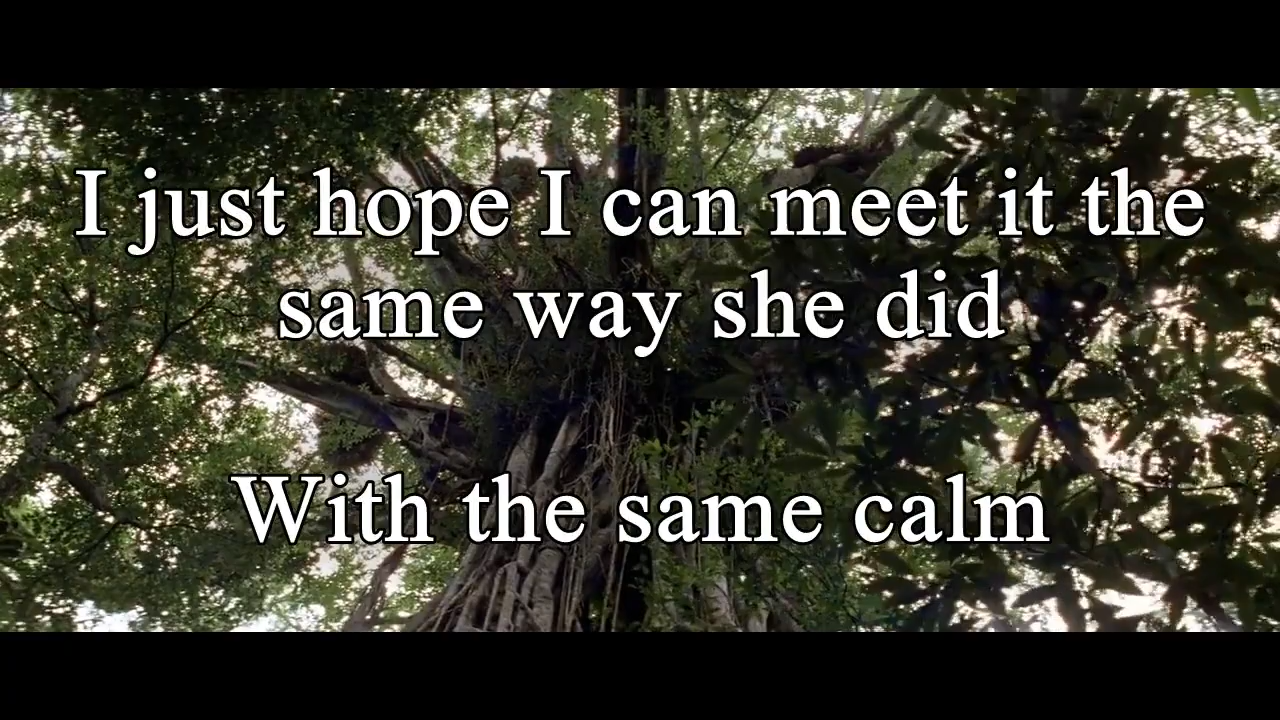 I just hope I can meet it the
same way she did
With the same calm